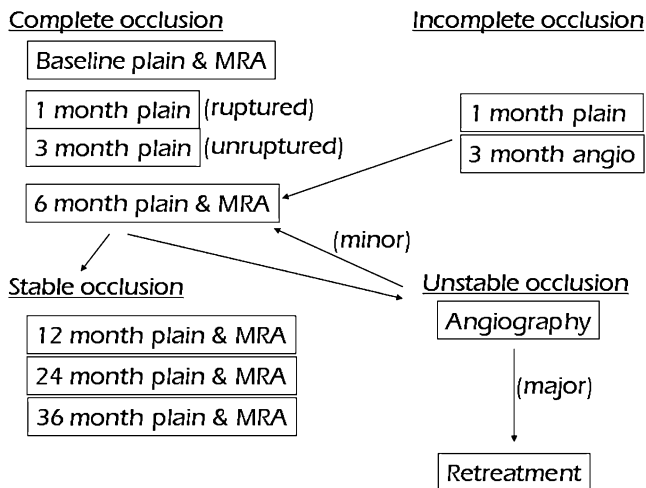 Complete occlusion
Incomplete occlusion
Baseline plain & MRA
1 month plain (ruptured)
3 month plain (unruptured)
1 month plain
3 month angio
6 month plain & MRA
(minor)
Stable occlusion
Unstable occlusion
12 month plain & MRA
24 month plain & MRA
36 month plain & MRA
Angiography
(major)
Retreatment